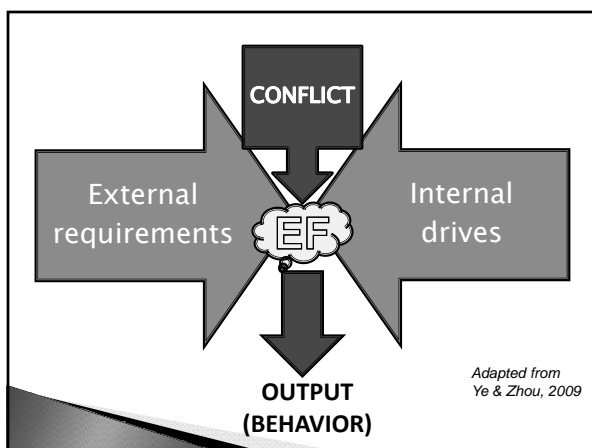 CONFLICT
External
requirements
EF
Internal
drives
OUTPUT
(BEHAVIOR)
Adapted from
Ye & Zhou, 2009